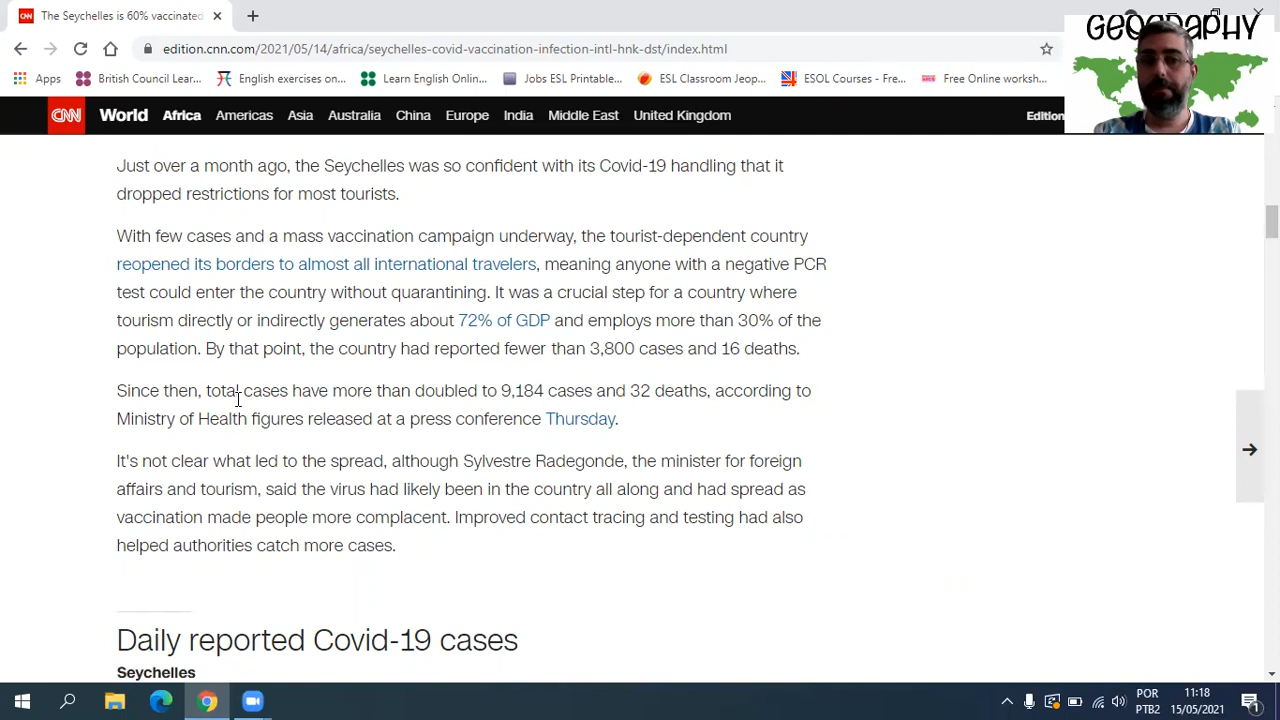 The Seychelles is 60% vaccinated
GEOGRAPHY
edition.cnn.com/2021/05/14/africa/seychelles-covid-vaccination-infection-intl-hnk-dst/index.html
Apps British Council Lear... English exercises on... Learn English Onlin... Jobs ESL Printable... ESL Classroom Jeop... ESOL Courses - Fre... Free Online worksh...
CNN World Africa Americas Asia Australia China Europe India Middle East United Kingdom Edition
Just over a month ago, the Seychelles was so confident with its Covid-19 handling that it
dropped restrictions for most tourists.
With few cases and a mass vaccination campaign underway, the tourist-dependent country
reopened its borders to almost all international travelers, meaning anyone with a negative PCR
test could enter the country without quarantining. It was a crucial step for a country where
tourism directly or indirectly generates about 72% of GDP and employs more than 30% of the
population. By that point, the country had reported fewer than 3,800 cases and 16 deaths.
Since then, total cases have more than doubled to 9,184 cases and 32 deaths, according to
Ministry of Health figures released at a press conference Thursday.
It's not clear what led to the spread, although Sylvestre Radegonde, the minister for foreign
affairs and tourism, said the virus had likely been in the country all along and had spread as
vaccination made people more complacent. Improved contact tracing and testing had also
helped authorities catch more cases.
Daily reported Covid-19 cases
Seychelles
POR 11:18
PTB2 15/05/2021